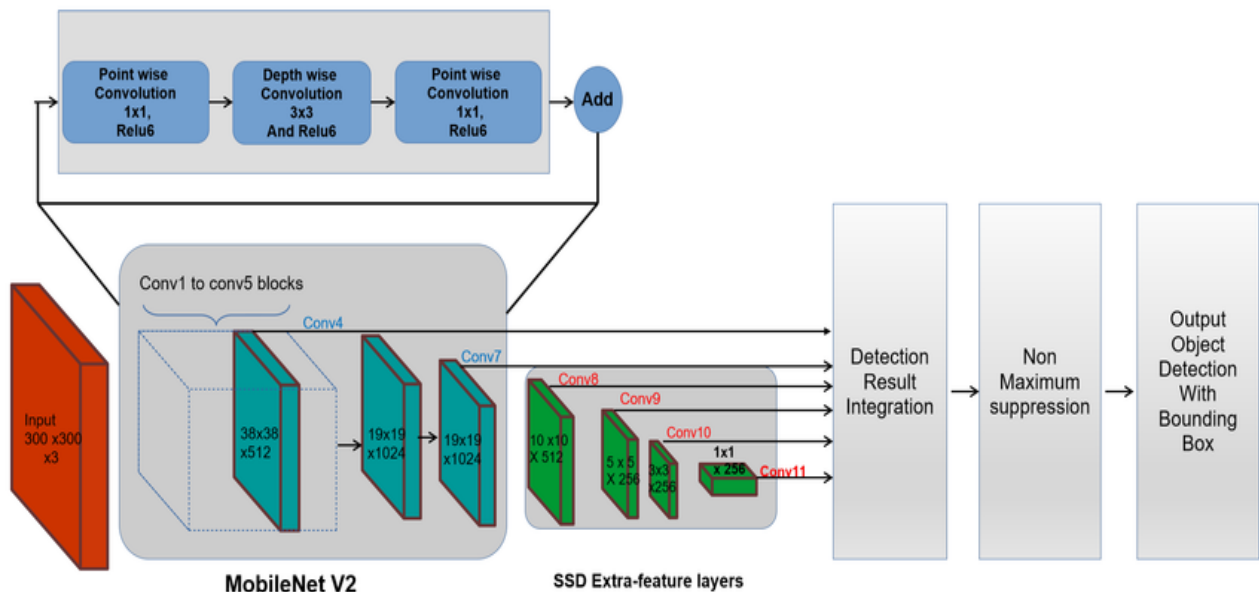 Point wise
Convolution
1x1,
Relu6
Depth wise
Convolution
3x3
And Relu6
Point wise
Convolution
1x1,
Relu6
Add
Conv1 to conv5 blocks
Input
300 x300
x3
Conv4
38x38
x512
19x19
x1024
Conv7
19x19
x1024
Conv8
10 x10
X 512
Conv9
5 x 5
X 256
Conv10
3x3
x256
1x1
x 256
Conv11
MobileNet V2
SSD Extra-feature layers
Detection
Result
Integration
Non
Maximum
suppression
Output
Object
Detection
With
Bounding
Box